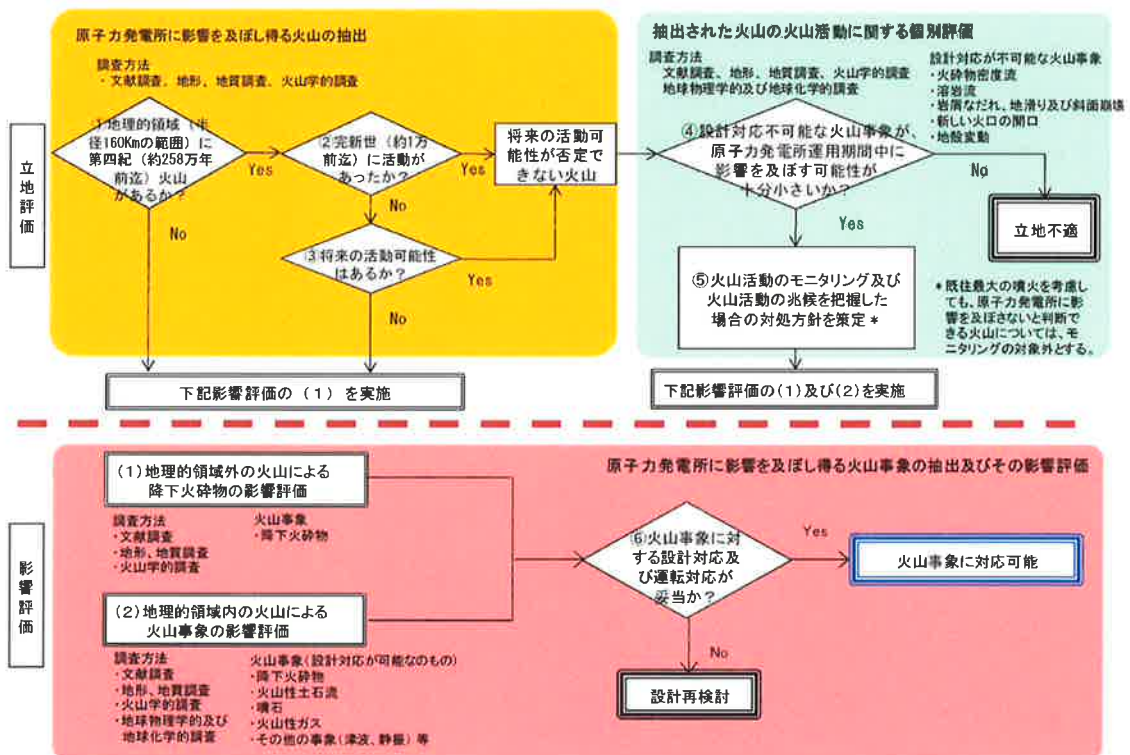 原子力発電所に影響を及ぼし得る火山の抽出
調査方法
・文献調査、地形、地質調査、火山学的調査
立地評価
①地理的領域(半
径160Kmの範囲)に
第四紀(約258万年
前迄)火山
があるか?
Yes
No
②完新世(約1万
前迄)に活動が
あったか?
Yes
No
③将来の活動可能性
はあるか?
Yes
No
将来の活動可
能性が否定で
きない火山
抽出された火山の火山活動に関する個別評価
調査方法
文献調査、地形、地質調査、火山学的調査
地球物理学的及び地球化学的調査
設計対応が不可能な火山事象
・火砕物密度流
・溶岩流
・岩屑なだれ、地滑り及び斜面崩壊
・新しい火口の開口
・地殻変動
④設計対応不可能な火山事象が、
原子力発電所運用期間中に
影響を及ぼす可能性が
十分小さいか?
No
Yes
立地不適
⑤火山活動のモニタリング及び
火山活動の兆候を把握した
場合の対処方針を策定*
*既往最大の噴火を考慮し
ても、原子力発電所に影
響を及ぼさないと判断で
きる火山については、モ
ニタリングの対象外とする。
下記影響評価の(1)を実施
下記影響評価の(1)及び(2)を実施
影響評価
原子力発電所に影響を及ぼし得る火山事象の抽出及びその影響評価
(1)地理的領域外の火山による
降下火砕物の影響評価
調査方法
・文献調査
・地形、地質調査
・火山学的調査
火山事象
・降下火砕物
(2)地理的領域内の火山による
火山事象の影響評価
調査方法
・文献調査
・地形、地質調査
・火山学的調査
・地球物理学的及び
地球化学的調査
火山事象(設計対応が可能なのもの)
・降下火砕物
・火山性土石流
・噴石
・火山性ガス
・その他の事象(津波、静振)等
⑥火山事象に対
する設計対応及
び運転対応が
妥当か?
Yes
No
火山事象に対応可能
設計再検討